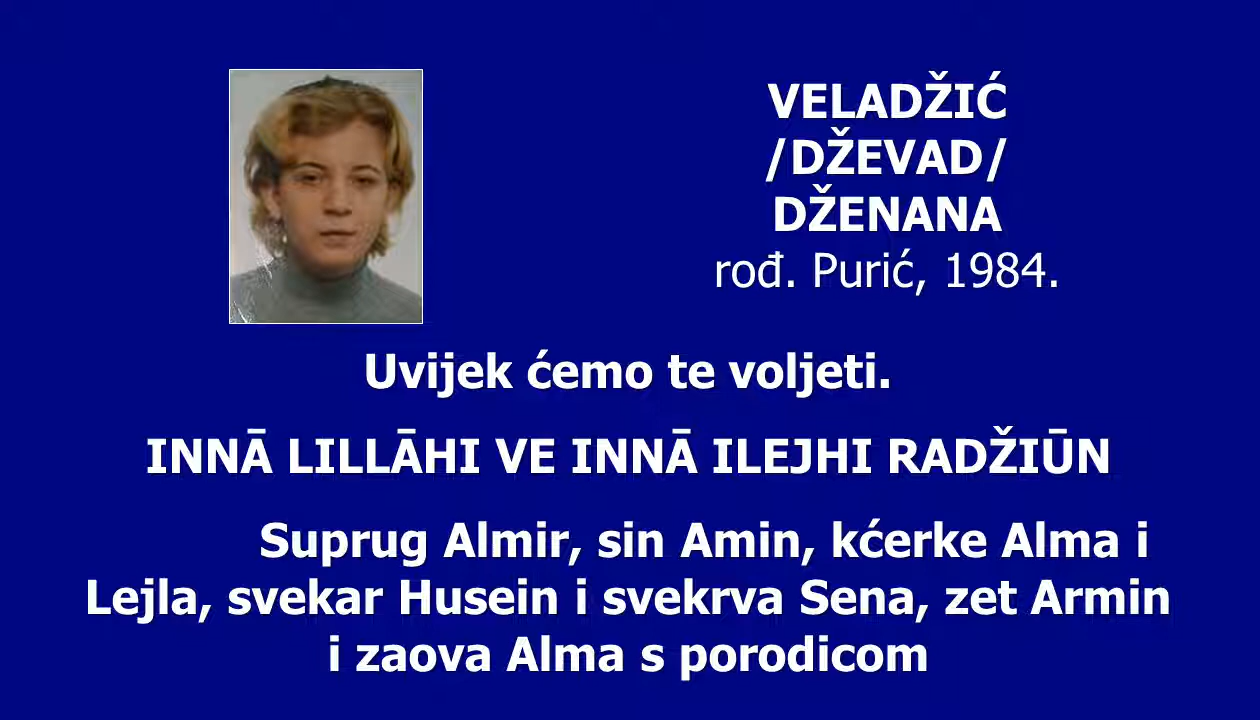 VELADŽIĆ
/DŽEVAD/
DŽENANA
rođ. Purić, 1984.
Uvijek ćemo te voljeti.
INNĀ LILLĀHI VE INNĀ ILEJHI RADŽIŪN
Suprug Almir, sin Amin, kćerke Alma i
Lejla, svekar Husein i svekrva Sena, zet Armin
i zaova Alma s porodicom